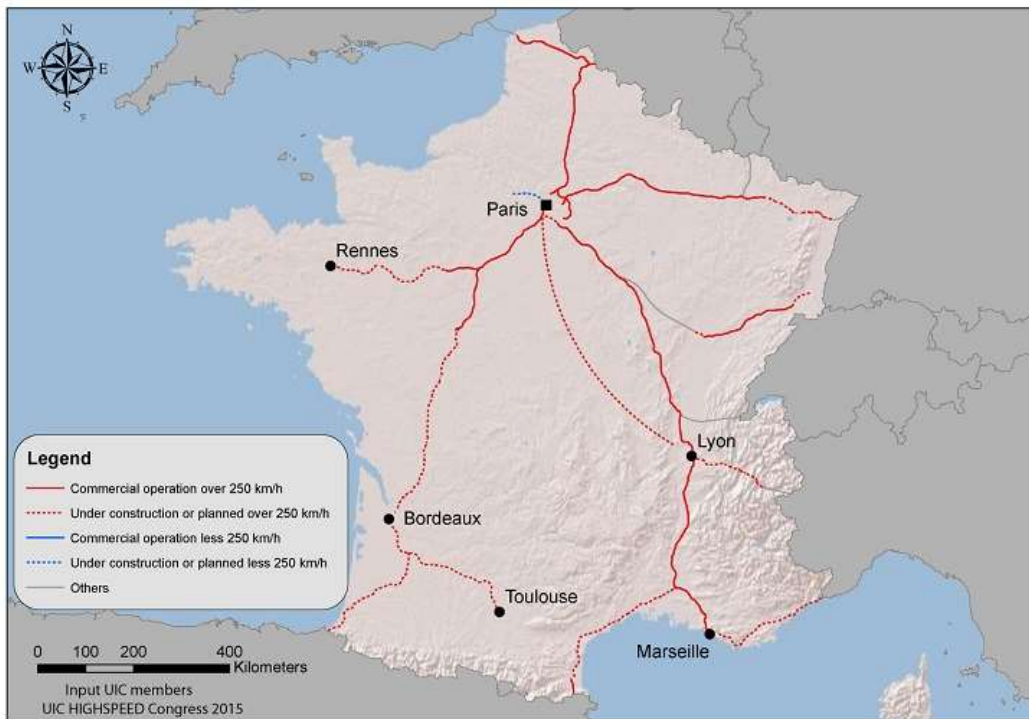 N
W
E
S
Paris
Rennes
Lyon
Legend
Commercial operation over 250 km/h
Under construction or planned over 250 km/h
Commercial operation less 250 km/h
Under construction or planned less 250 km/h
Others
Bordeaux
Toulouse
Marseille
0 100 200 400
Kilometers
Input UIC members
UIC HIGHSPEED Congress 2015